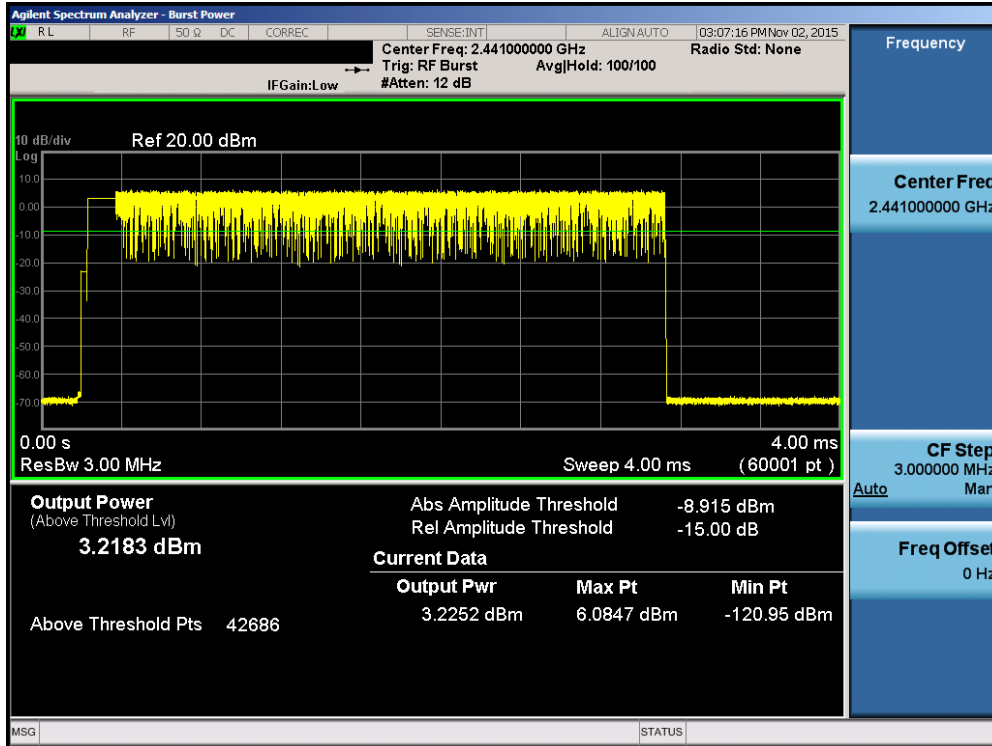 Agilent Spectrum Analyzer - Burst Power
LXI RL RF 50 Ω DC CORREC SENSE:INT ALIGN AUTO 03:07:16 PM Nov 02, 2015
Center Freq: 2.441000000 GHz Radio Std: None
Trig: RF Burst Avg|Hold: 100/100
IFGain:Low #Atten: 12 dB
10 dB/div Ref 20.00 dBm
Log
10.0
0.00
-10.0
-20.0
-30.0
-40.0
-50.0
-60.0
-70.0
0.00 s 4.00 ms
ResBw 3.00 MHz Sweep 4.00 ms (60001 pt)
Output Power
(Above Threshold Lvl)
3.2183 dBm
Above Threshold Pts 42686
Abs Amplitude Threshold -8.915 dBm
Rel Amplitude Threshold -15.00 dB
Current Data
Output Pwr Max Pt Min Pt
3.2252 dBm 6.0847 dBm -120.95 dBm
Frequency
Center Freq
2.441000000 GHz
CF Step
3.000000 MHz
Auto Man
Freq Offset
0 Hz
MSG STATUS